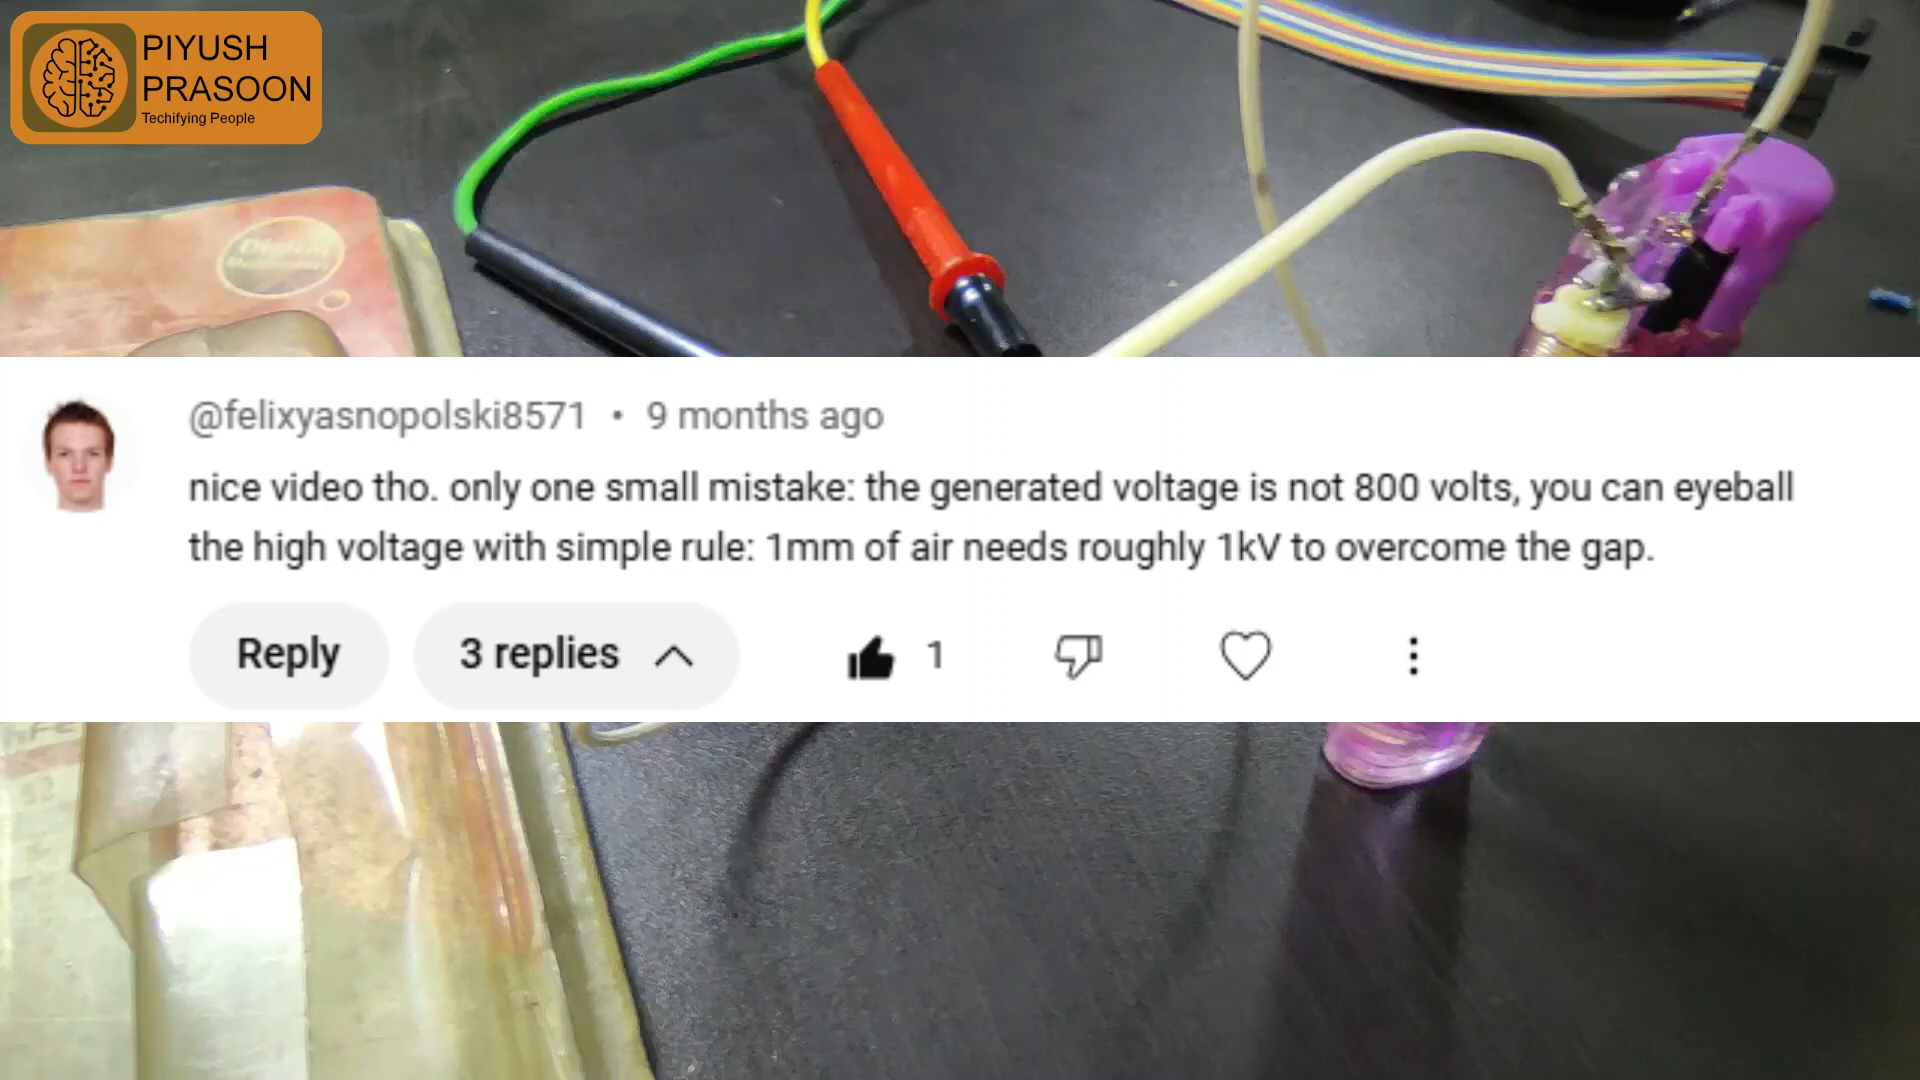 PIYUSH
PRASOON
Techifying People
Digital
@felixyasnopolski8571 • 9 months ago
nice video tho. only one small mistake: the generated voltage is not 800 volts, you can eyeball
the high voltage with simple rule: 1mm of air needs roughly 1kV to overcome the gap.
Reply 3 replies 1
Ω